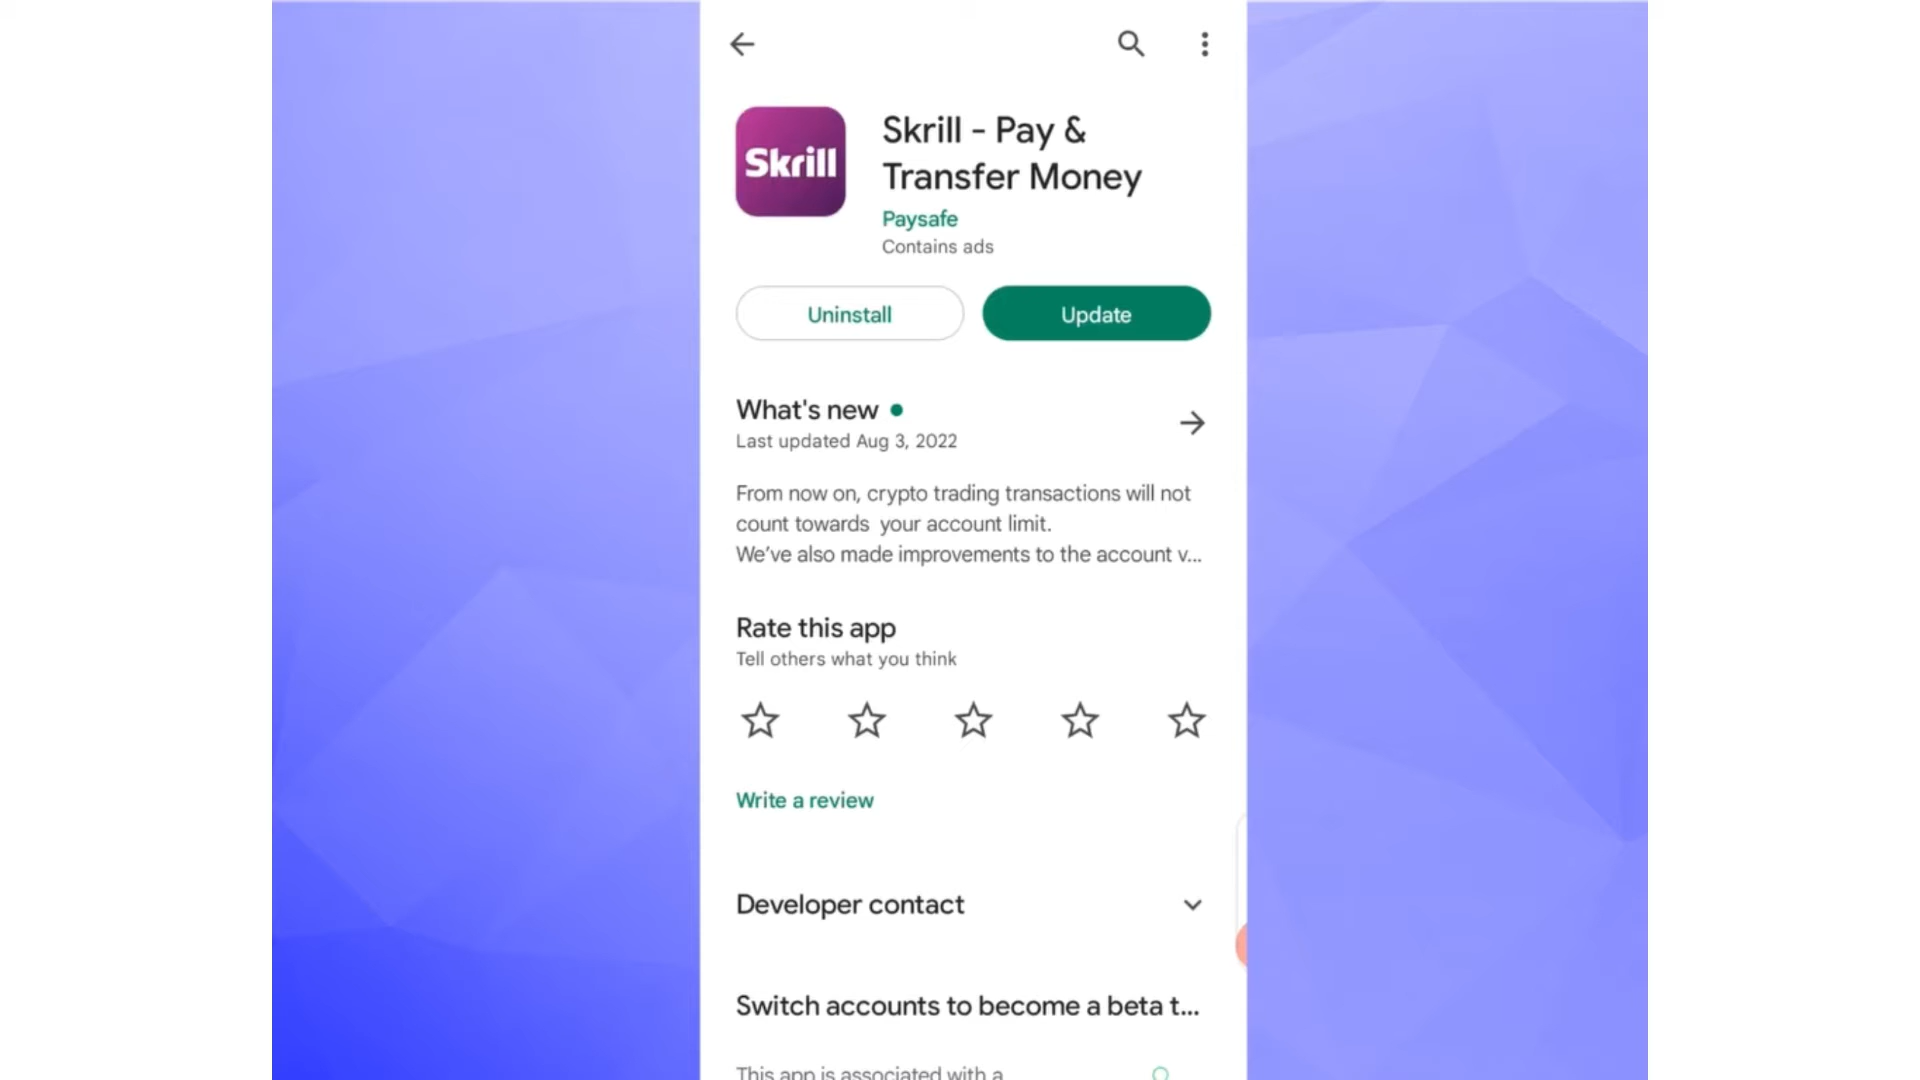 Skrill
Skrill - Pay &
Transfer Money
Paysafe
Contains ads
Uninstall
Update
What's new
Last updated Aug 3, 2022
From now on, crypto trading transactions will not
count towards  your account limit.
We’ve also made improvements to the account v...
Rate this app
Tell others what you think
Write a review
Developer contact
Switch accounts to become a beta t...
This app is associated with a